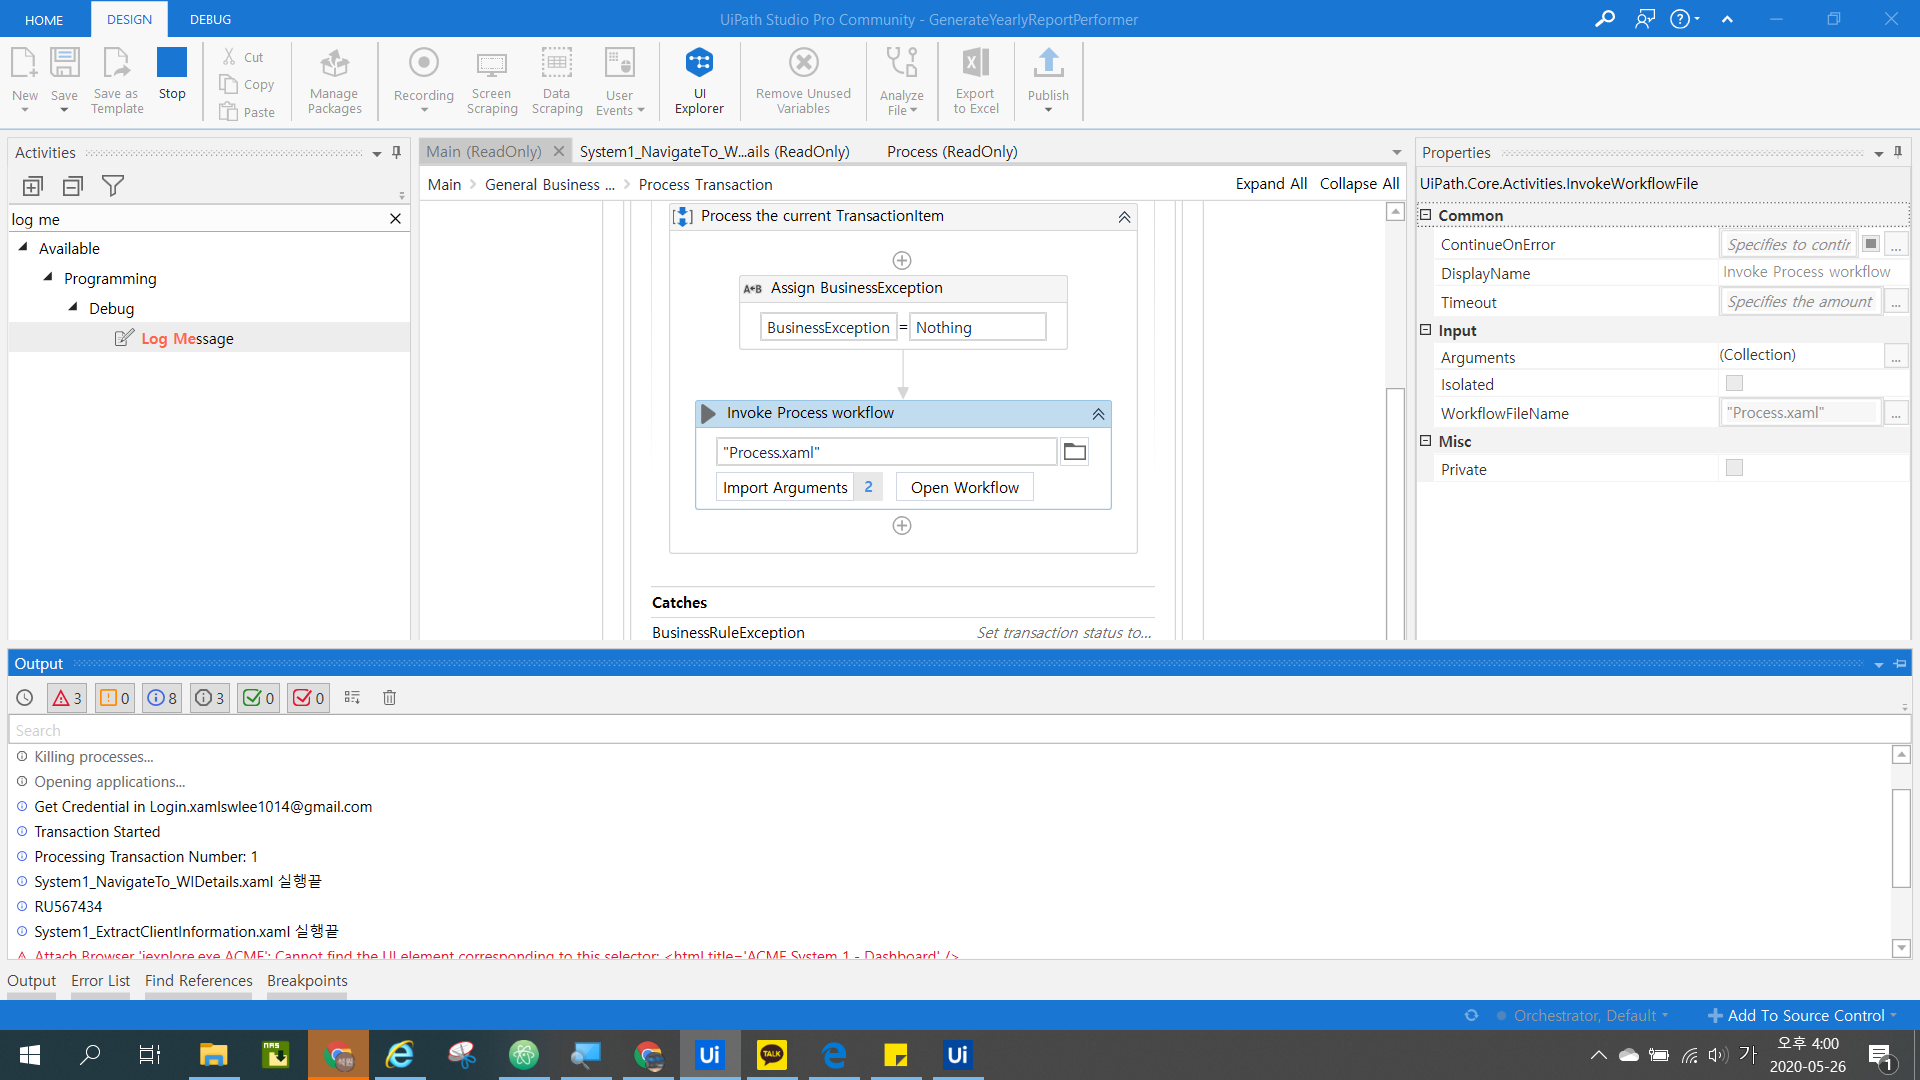 HOME
DESIGN
DEBUG
UiPath Studio Pro Community - GenerateYearlyReportPerformer
New
Save
Save as Template
Stop
Cut
Copy
Paste
Manage Packages
Recording
Screen Scraping
Data Scraping
User Events
UI Explorer
Remove Unused Variables
Analyze File
Export to Excel
Publish
Activities
log me
Available
Programming
Debug
Log Message
Main (ReadOnly)
System1_NavigateTo_W...ails (ReadOnly)
Process (ReadOnly)
Main > General Business ... > Process Transaction
Expand All
Collapse All
Process the current TransactionItem
A+B Assign BusinessException
BusinessException = Nothing
Invoke Process workflow
"Process.xaml"
Import Arguments 2
Open Workflow
Catches
BusinessRuleException
Set transaction status to...
Properties
UiPath.Core.Activities.InvokeWorkflowFile
Common
ContinueOnError Specifies to contir ...
DisplayName Invoke Process workflow
Timeout Specifies the amount ...
Input
Arguments (Collection) ...
Isolated
WorkflowFileName "Process.xaml" ...
Misc
Private
Output
3 0 8 3 0 0
Search
Killing processes...
Opening applications...
Get Credential in Login.xamlswlee1014@gmail.com
Transaction Started
Processing Transaction Number: 1
System1_NavigateTo_WIDetails.xaml 실행끝
RU567434
System1_ExtractClientInformation.xaml 실행끝
Attach Browser 'iexplore.exe ACME': Cannot find the UI element corresponding to this selector: <html title='ACME System 1 - Dashboard' />
Output
Error List
Find References
Breakpoints
Orchestrator, Default
Add To Source Control
NAS
TALK
Ui
Ui
가
오후 4:00
2020-05-26
1